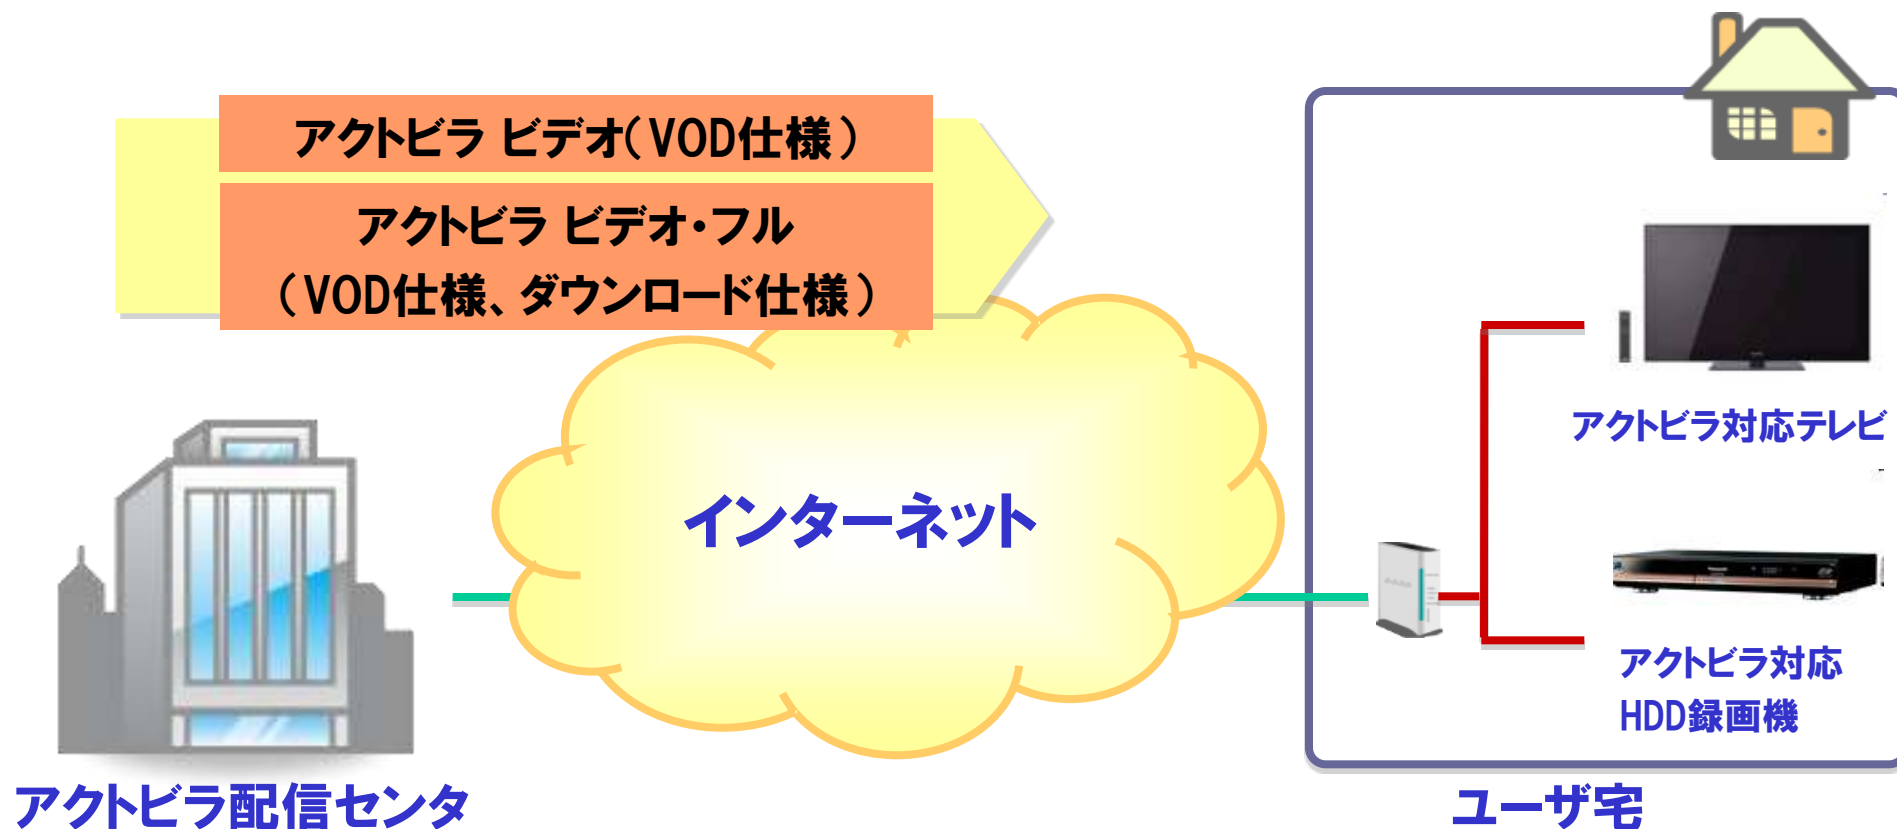 アクトビラ ビデオ(VOD仕様)
アクトビラ ビデオ・フル
(VOD仕様、ダウンロード仕様)
インターネット
アクトビラ対応テレビ
アクトビラ対応
HDD録画機
アクトビラ配信センタ
ユーザ宅